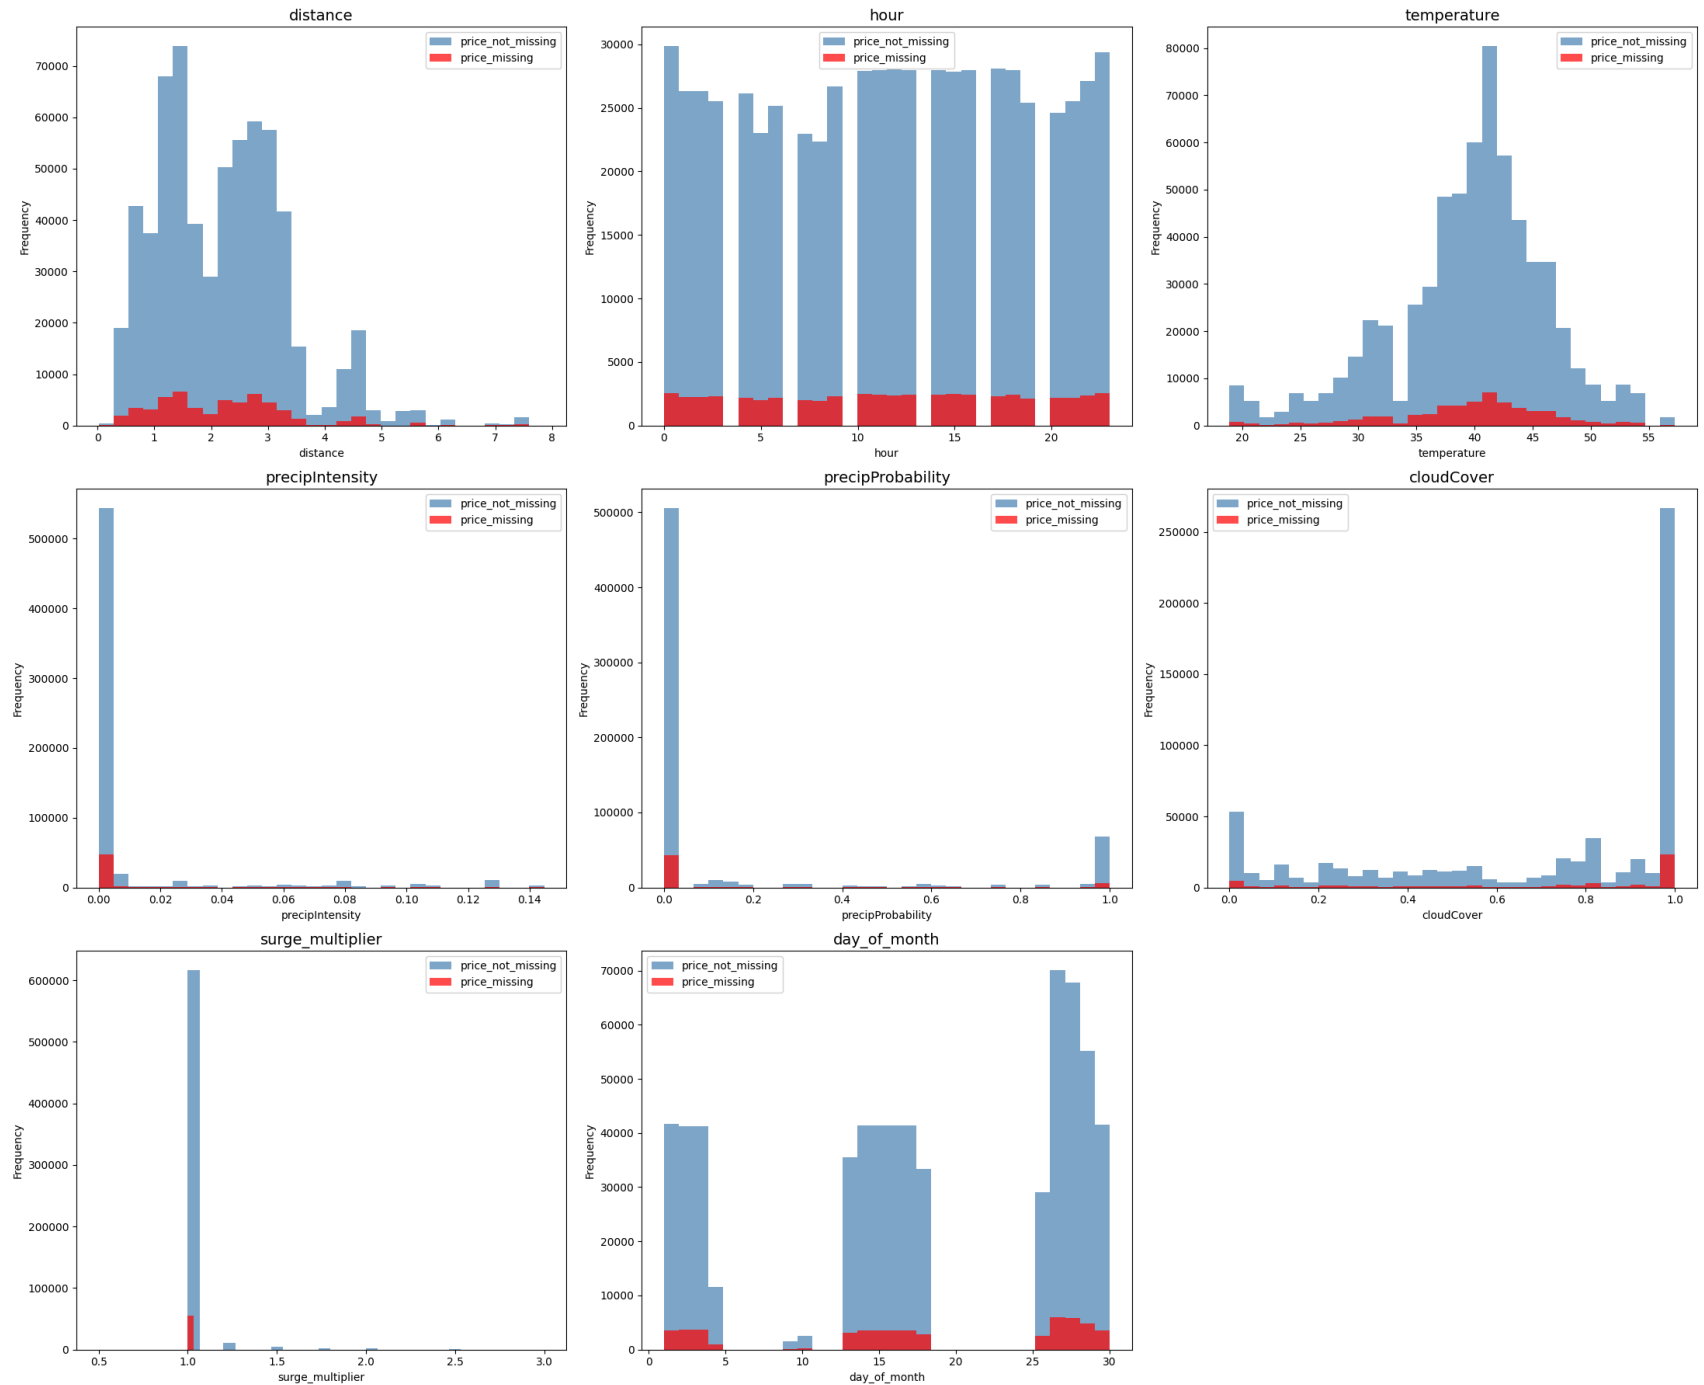 distance
price_not_missing
price_missing
Frequency
70000
60000
50000
40000
30000
20000
10000
0
0 1 2 3 4 5 6 7 8
distance
hour
price_not_missing
price_missing
Frequency
30000
25000
20000
15000
10000
5000
0
0 5 10 15 20
hour
temperature
price_not_missing
price_missing
Frequency
80000
70000
60000
50000
40000
30000
20000
10000
0
20 25 30 35 40 45 50 55
temperature
precipIntensity
price_not_missing
price_missing
Frequency
500000
400000
300000
200000
100000
0
0.00 0.02 0.04 0.06 0.08 0.10 0.12 0.14
precipIntensity
precipProbability
price_not_missing
price_missing
Frequency
500000
400000
300000
200000
100000
0
0.0 0.2 0.4 0.6 0.8 1.0
precipProbability
cloudCover
price_not_missing
price_missing
Frequency
250000
200000
150000
100000
50000
0
0.0 0.2 0.4 0.6 0.8 1.0
cloudCover
surge_multiplier
price_not_missing
price_missing
Frequency
600000
500000
400000
300000
200000
100000
0
0.5 1.0 1.5 2.0 2.5 3.0
surge_multiplier
day_of_month
price_not_missing
price_missing
Frequency
70000
60000
50000
40000
30000
20000
10000
0
0 5 10 15 20 25 30
day_of_month